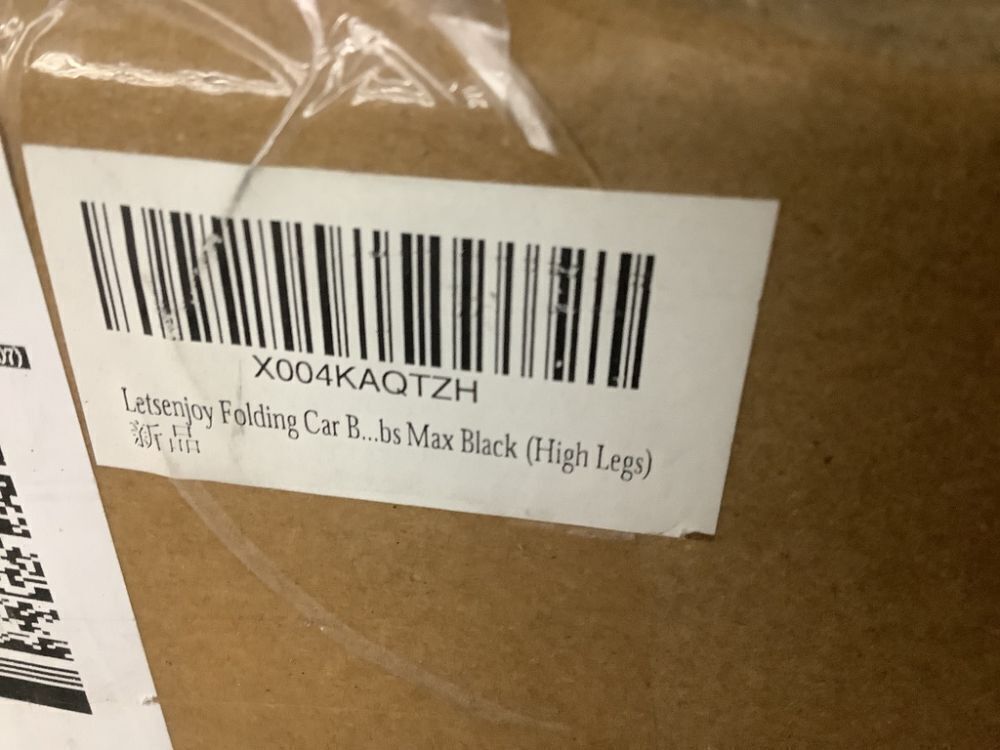 X004KAQTZH
Letsenjoy Folding Car B...bs Max Black (High Legs)
新品